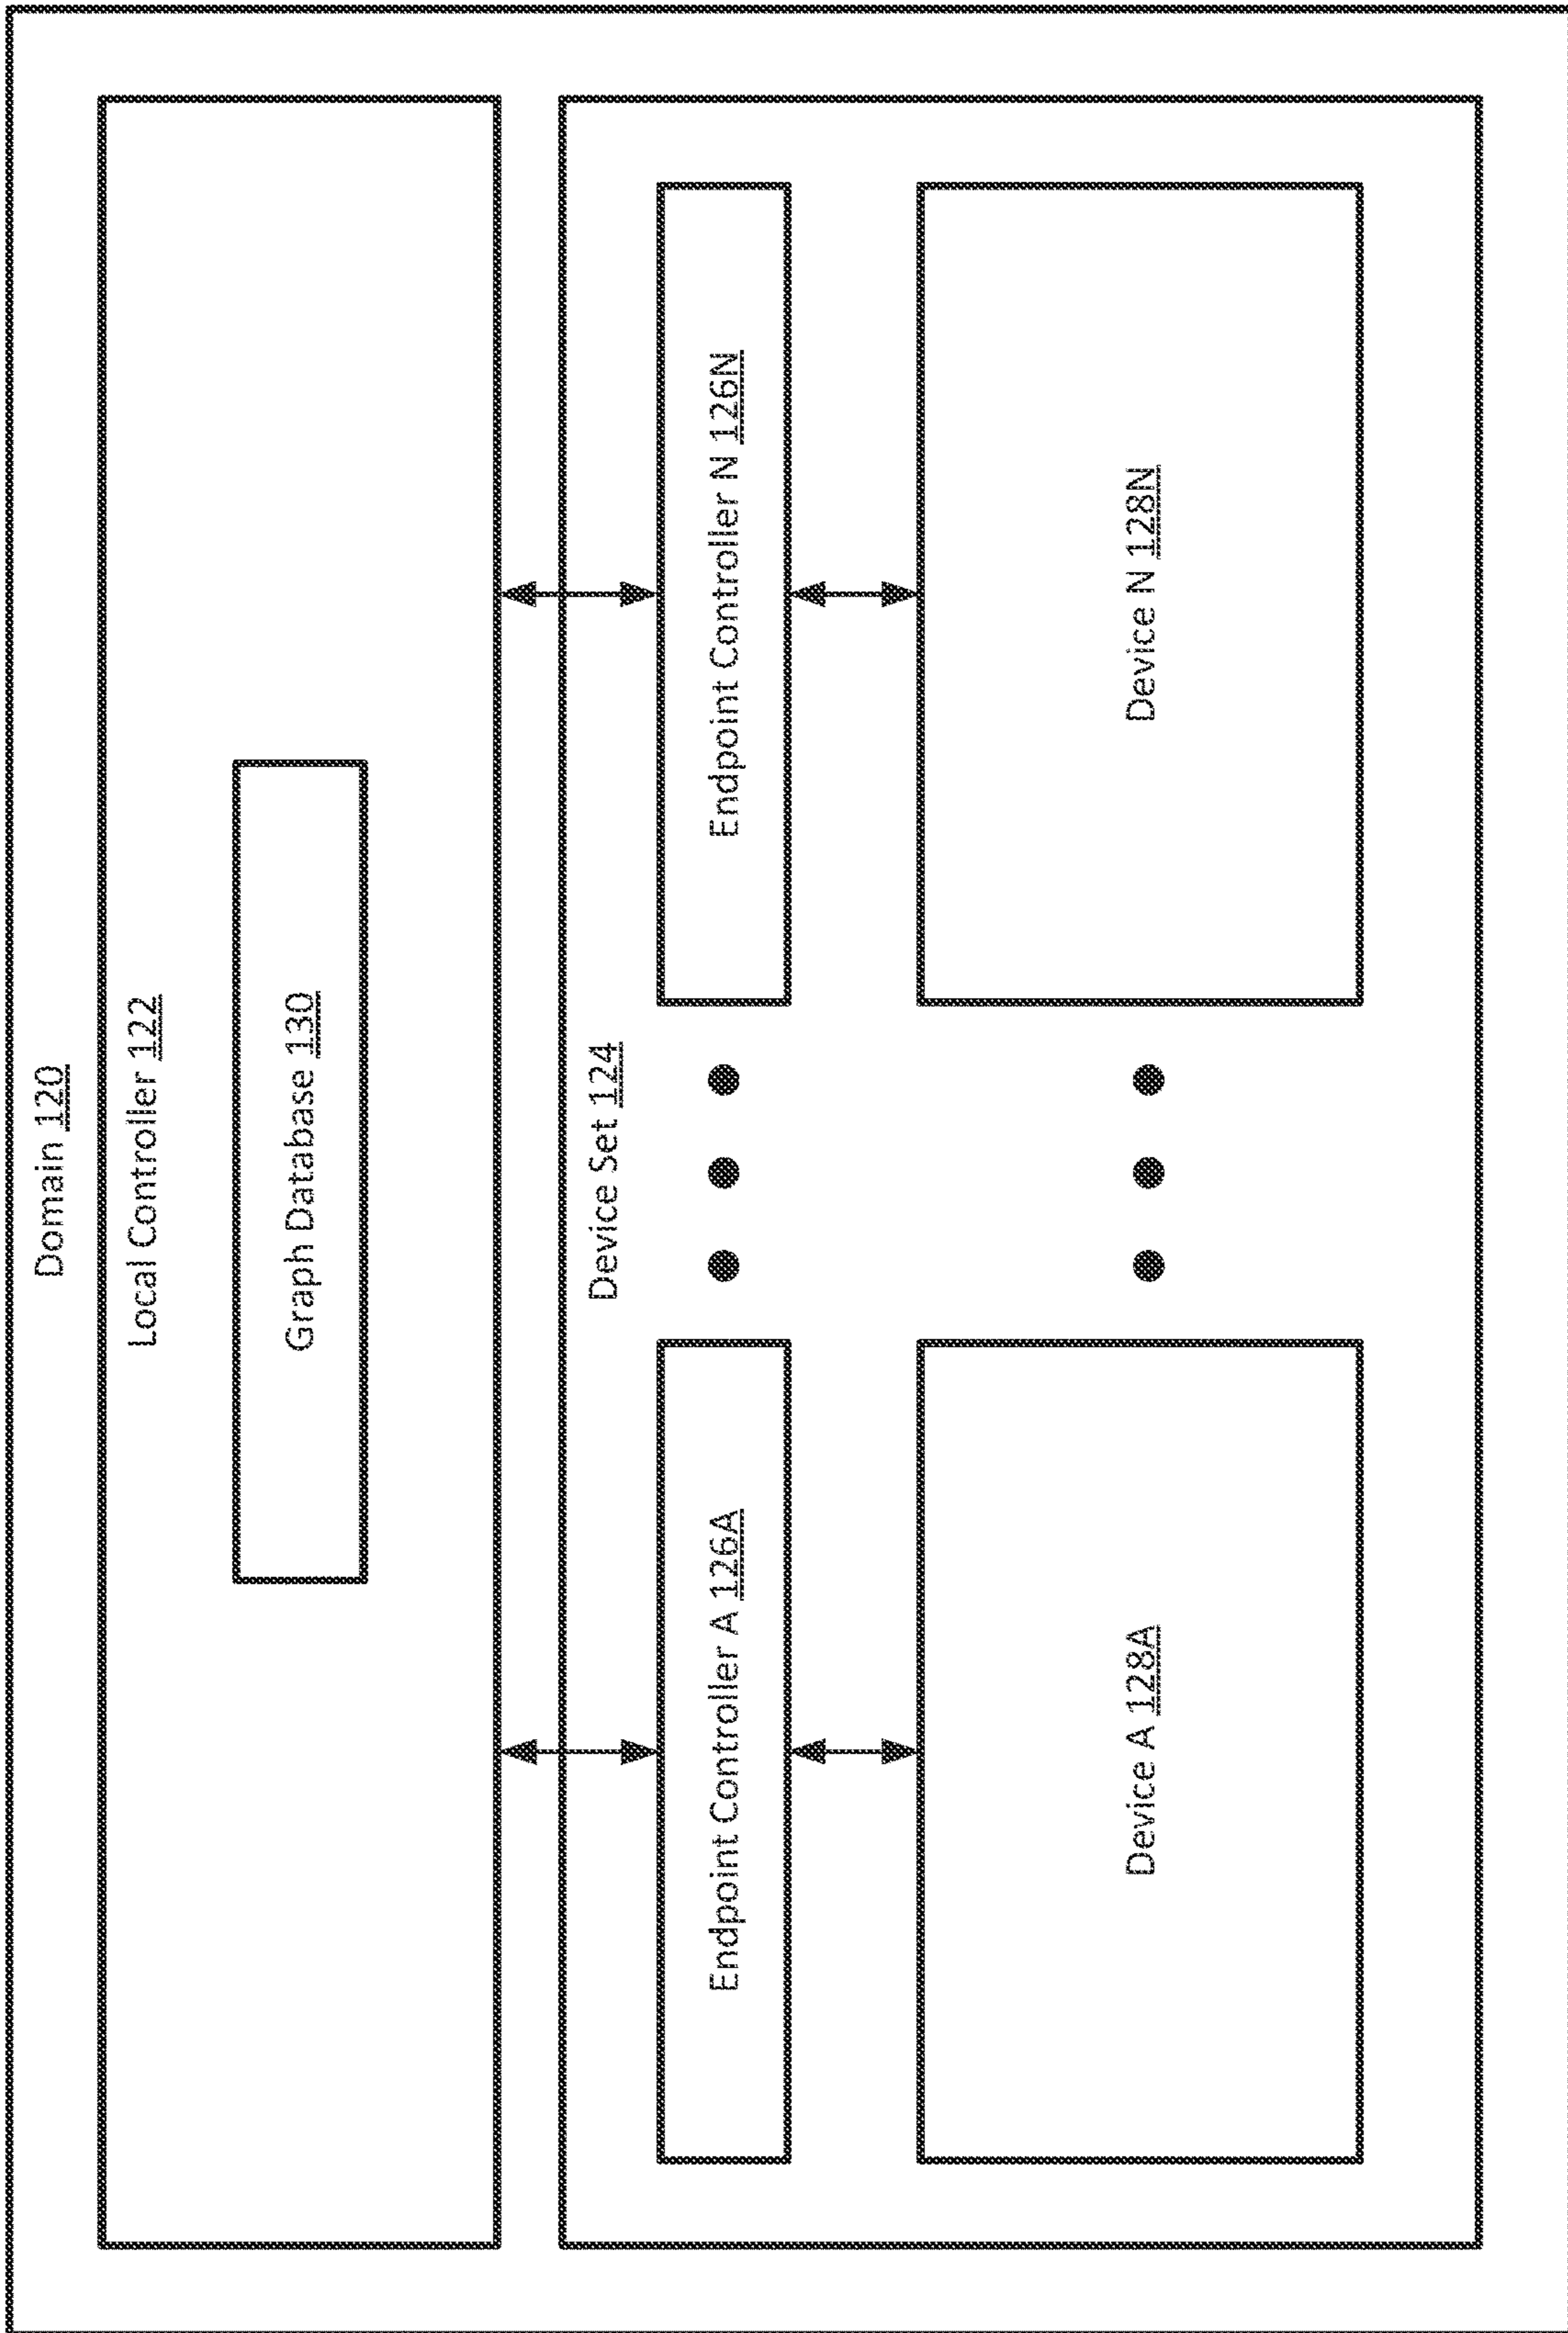 Domain 120
Local Controller 122
Graph Database 130
Device Set 124
Endpoint Controller A 126A
Endpoint Controller N 126N
Device A 128A
Device N 128N